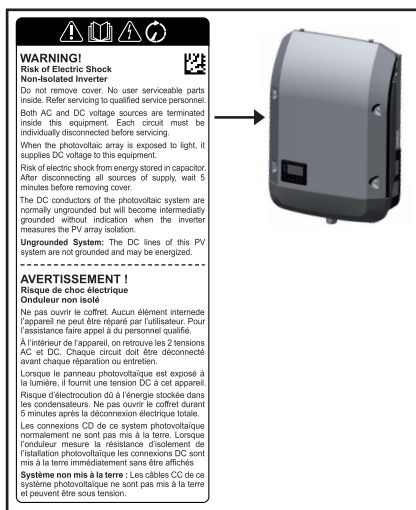 WARNING!
Risk of Electric Shock
Non-Isolated Inverter
Do not remove cover. No user serviceable parts
inside. Refer servicing to qualified service personnel.
Both AC and DC voltage sources are terminated
inside this equipment. Each circuit must be
individually disconnected before servicing.
When the photovoltaic array is exposed to light, it
supplies DC voltage to this equipment.
Risk of electric shock from energy stored in capacitor.
After disconnecting all sources of supply, wait 5
minutes before removing cover.
The DC conductors of the photovoltaic system are
normally ungrounded but will become intermediatly
grounded without indication when the inverter
measures the PV array isolation.
Ungrounded System: The DC lines of this PV
system are not grounded and may be energized.
AVERTISSEMENT !
Risque de choc électrique
Onduleur non isolé
Ne pas ouvrir le coffret. Aucun élément internede
l'appareil ne peut être réparé par l'utilisateur. Pour
l'assistance faire appel à du personnel qualifié.
À l'intérieur de l'appareil, on retrouve les 2 tensions
AC et DC. Chaque circuit doit être déconnecté
avant chaque réparation ou entretien.
Lorsque le panneau photovoltaïque est exposé à
la lumière, il fournit une tension DC à cet appareil.
Risque d'électrocution dû à l'énergie stockée dans
les condensateurs. Ne pas ouvrir le coffret durant
5 minutes après la déconnexion électrique totale.
Les connexions CD de ce system photovoltaïque
normalement ne sont pas mis à la terre. Lorsque
l'onduleur mesure la résistance d'isolement de
l'istallation photovoltaïque les connexions DC sont
mis à la terre immédiatement sans être affichés
Système non mis à la terre : Les câbles CC de ce
système photovoltaïque ne sont pas mis à la terre
et peuvent être sous tension.